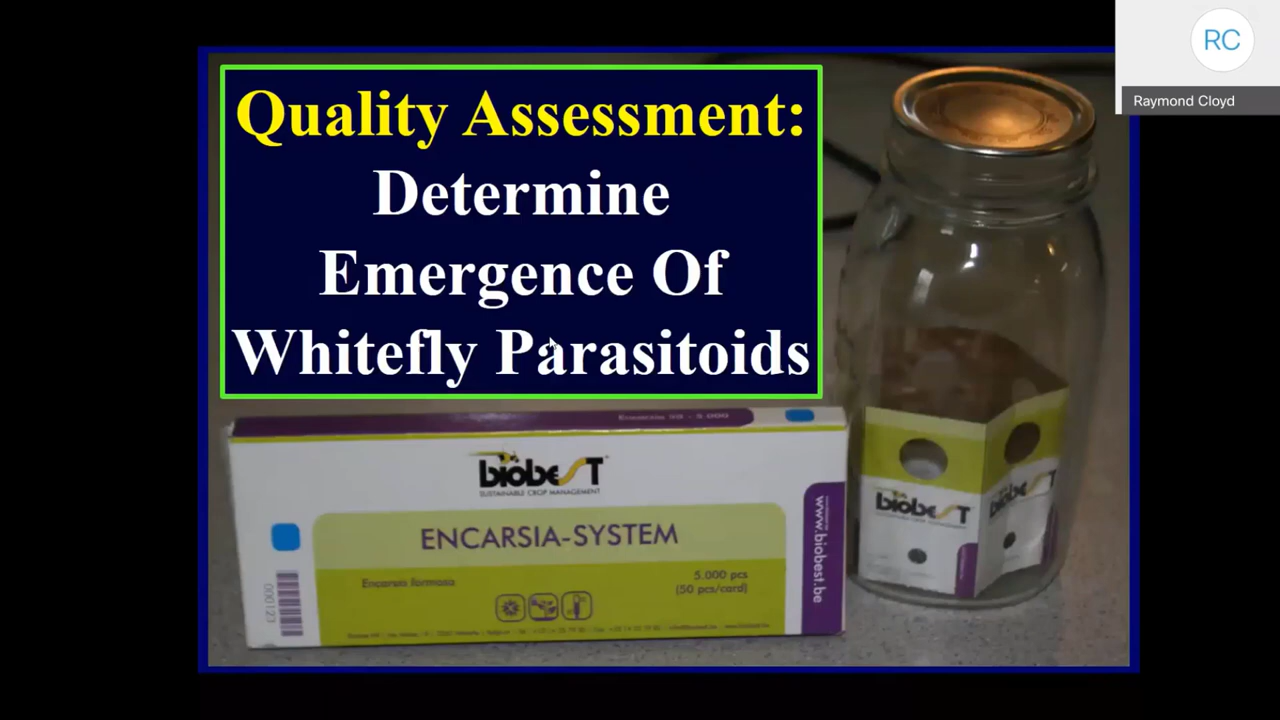 RC
Raymond Cloyd
Quality Assessment:
Determine
Emergence Of
Whitefly Parasitoids
biobest
SUSTAINABLE CROP MANAGEMENT
ENCARSIA-SYSTEM
Encarsia formosa
5.000 pcs
(50 pcs/card)
www.biobest.be
000123
biobest
biobest